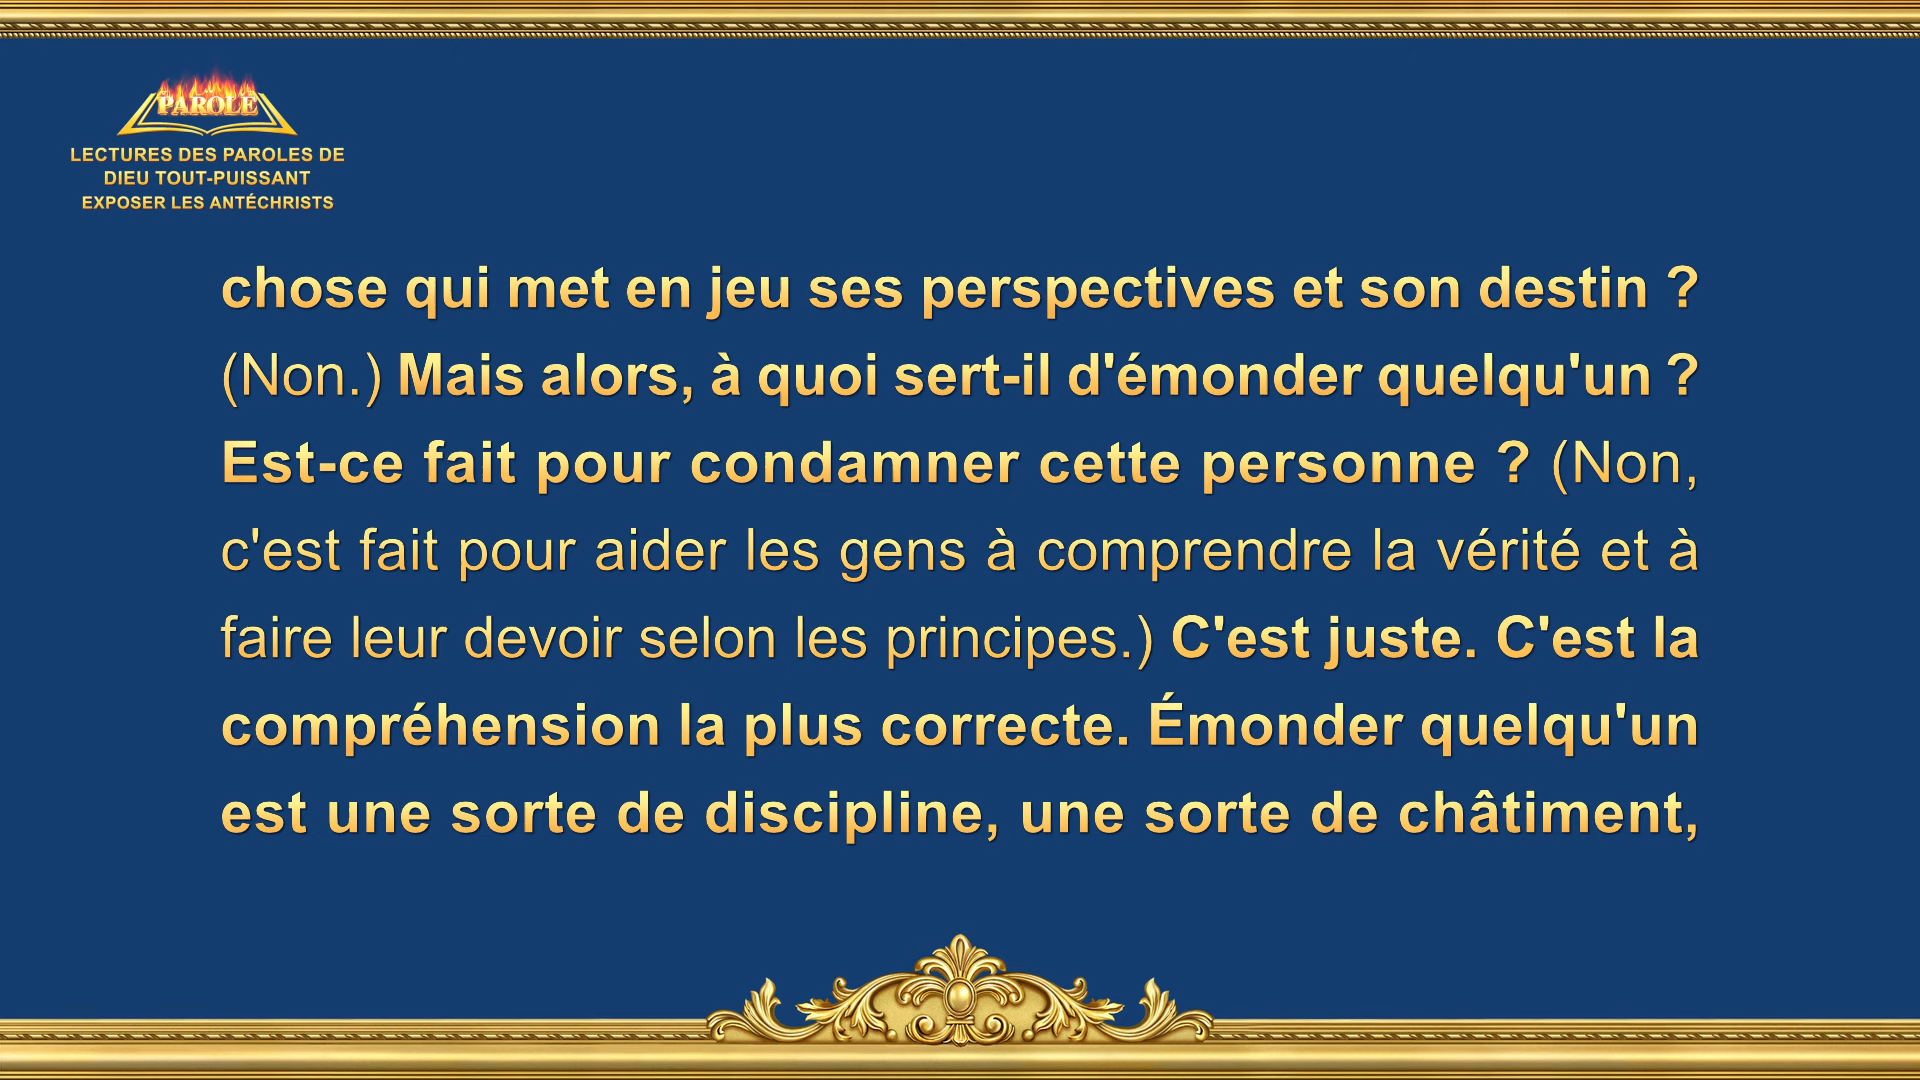 PAROLE
LECTURES DES PAROLES DE
DIEU TOUT-PUISSANT
EXPOSER LES ANTÉCHRISTS
chose qui met en jeu ses perspectives et son destin ?
(Non.) Mais alors, à quoi sert-il d'émonder quelqu'un ?
Est-ce fait pour condamner cette personne ? (Non,
c'est fait pour aider les gens à comprendre la vérité et à
faire leur devoir selon les principes.) C'est juste. C'est la
compréhension la plus correcte. Émonder quelqu'un
est une sorte de discipline, une sorte de châtiment,